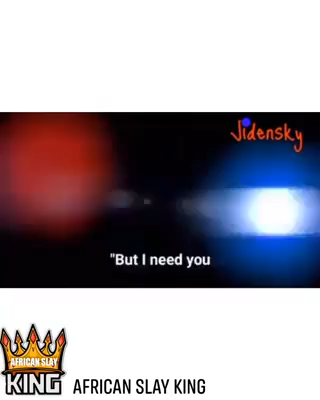 Jidensky
"But I need you
AFRICAN SLAY
KING
AFRICAN SLAY KING